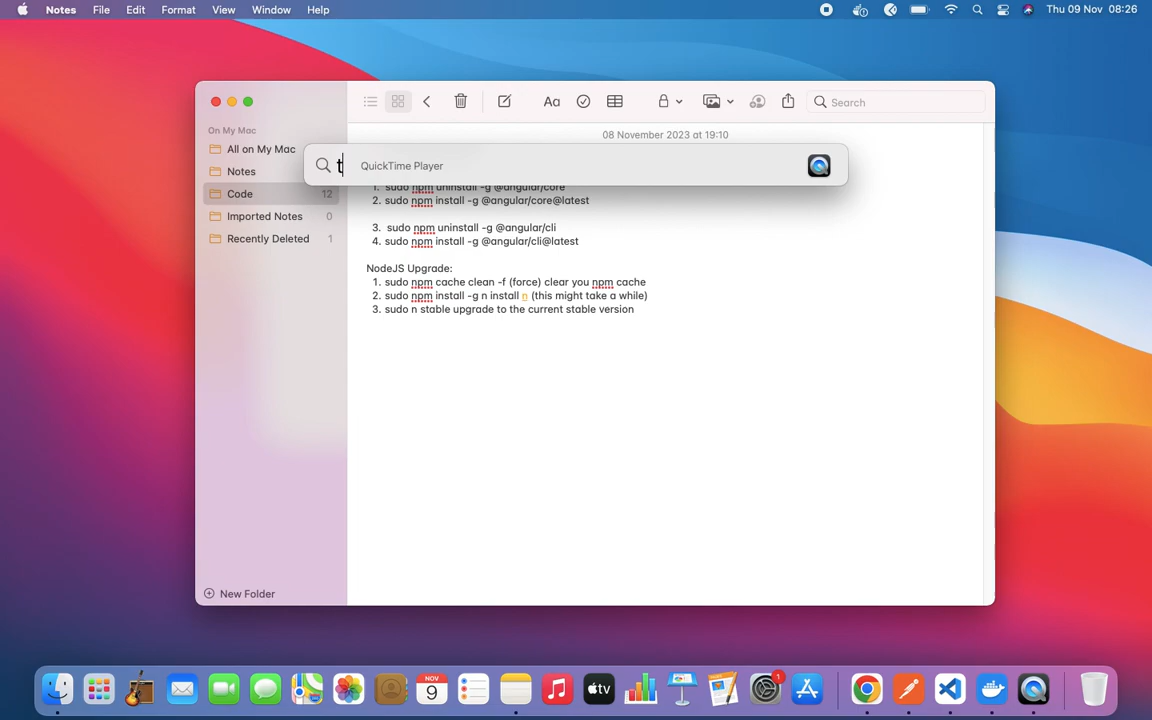 Notes File Edit Format View Window Help Thu 09 Nov 08:26
Search
On My Mac
All on My Mac
Notes
Code 12
Imported Notes 0
Recently Deleted 1
New Folder
08 November 2023 at 19:10
t QuickTime Player
1. sudo npm uninstall -g @angular/core
2. sudo npm install -g @angular/core@latest
3. sudo npm uninstall -g @angular/cli
4. sudo npm install -g @angular/cli@latest
NodeJS Upgrade:
1. sudo npm cache clean -f (force) clear you npm cache
2. sudo npm install -g n install n (this might take a while)
3. sudo n stable upgrade to the current stable version
NOV
9
tv
1